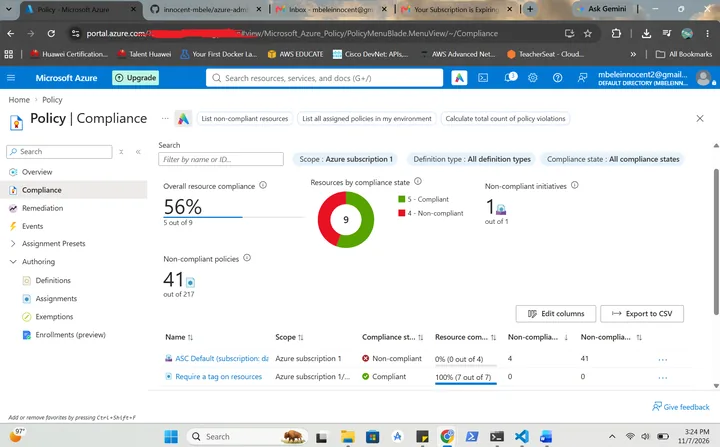 Policy - Microsoft Azure
innocent-mbele/azure-adm
Inbox - mbeleinnocent@gm
Your Subscription is Expirin
Ask Gemini
portal.azure.com/
#view/Microsoft_Azure_Policy/PolicyMenuBlade.MenuView/~/Compliance
Huawei Certification...
Talent Huawei
Your First Docker La...
AWS EDUCATE
Cisco DevNet: APIs,...
AWS Advanced Net...
TeacherSeat - Cloud...
»
All Bookmarks
Microsoft Azure
Upgrade
Search resources, services, and docs (G+/)
1
mbeleinnocent2@gmail....
DEFAULT DIRECTORY (MBELEINN...
Home > Policy
Policy | Compliance
...
List non-compliant resources
List all assigned policies in my environment
Calculate total count of policy violations
Search
Overview
Compliance
Remediation
Events
Assignment Presets
Authoring
Definitions
Assignments
Exemptions
Enrollments (preview)
Add or remove favorites by pressing Ctrl+Shift+F
Search
Filter by name or ID...
Scope : Azure subscription 1
Definition type : All definition types
Compliance state : All compliance states
Overall resource compliance
56%
5 out of 9
Resources by compliance state
9
5 - Compliant
4 - Non-compliant
Non-compliant initiatives
1
out of 1
Non-compliant policies
41
out of 217
Edit columns
Export to CSV
Name
Scope
Compliance st...
Resource com...
Non-complia...
Non-complia...
ASC Default (subscription: da
Azure subscription 1
Non-compliant
0% (0 out of 4)
4
41
...
Require a tag on resources
Azure subscription 1/...
Compliant
100% (7 out of 7)
0
0
...
Give feedback
97°
Search
3:24 PM
11/7/2026